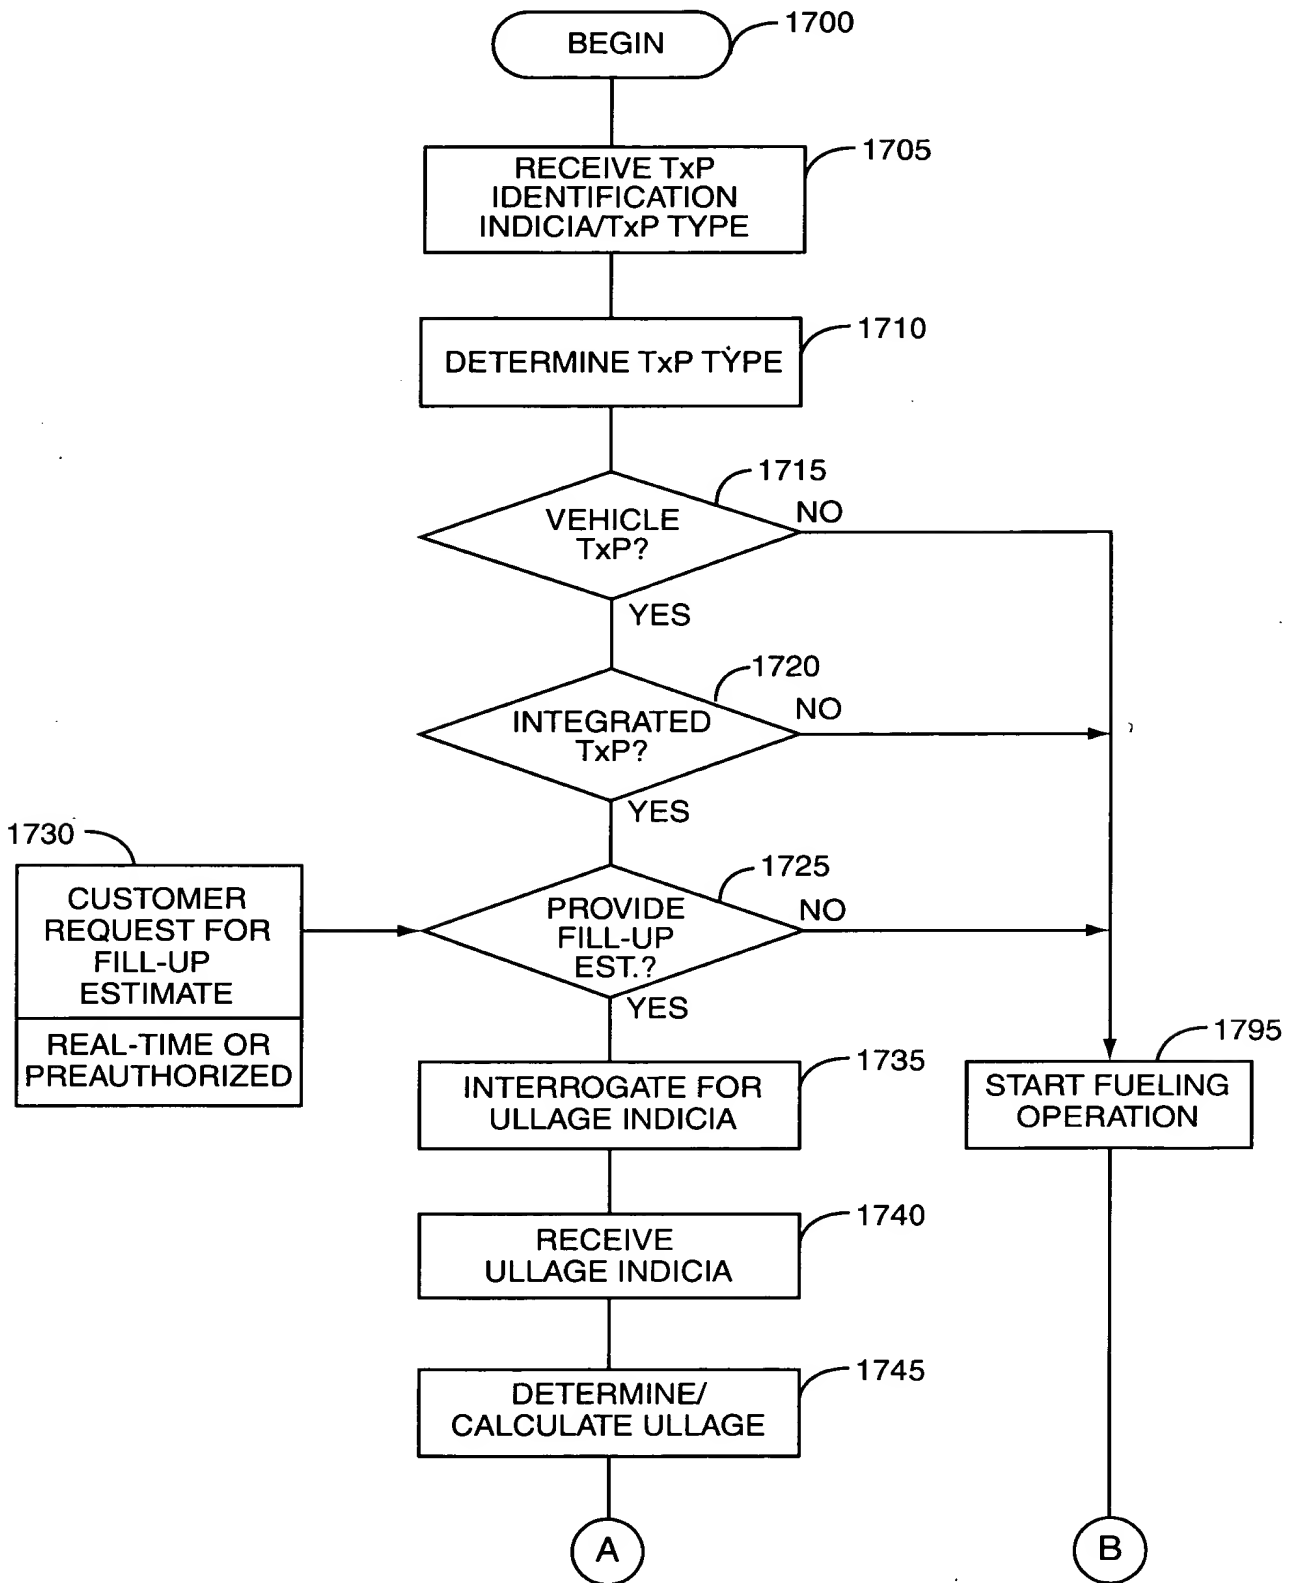 BEGIN
1700
RECEIVE TxP
IDENTIFICATION
INDICIA/TxP TYPE
1705
DETERMINE TxP TYPE
1710
1715
VEHICLE
TxP?
NO
YES
1720
INTEGRATED
TxP?
NO
YES
1730
CUSTOMER
REQUEST FOR
FILL-UP
ESTIMATE
REAL-TIME OR
PREAUTHORIZED
1725
PROVIDE
FILL-UP
EST.?
NO
YES
1735
INTERROGATE FOR
ULLAGE INDICIA
1795
START FUELING
OPERATION
1740
RECEIVE
ULLAGE INDICIA
1745
DETERMINE/
CALCULATE ULLAGE
A
B